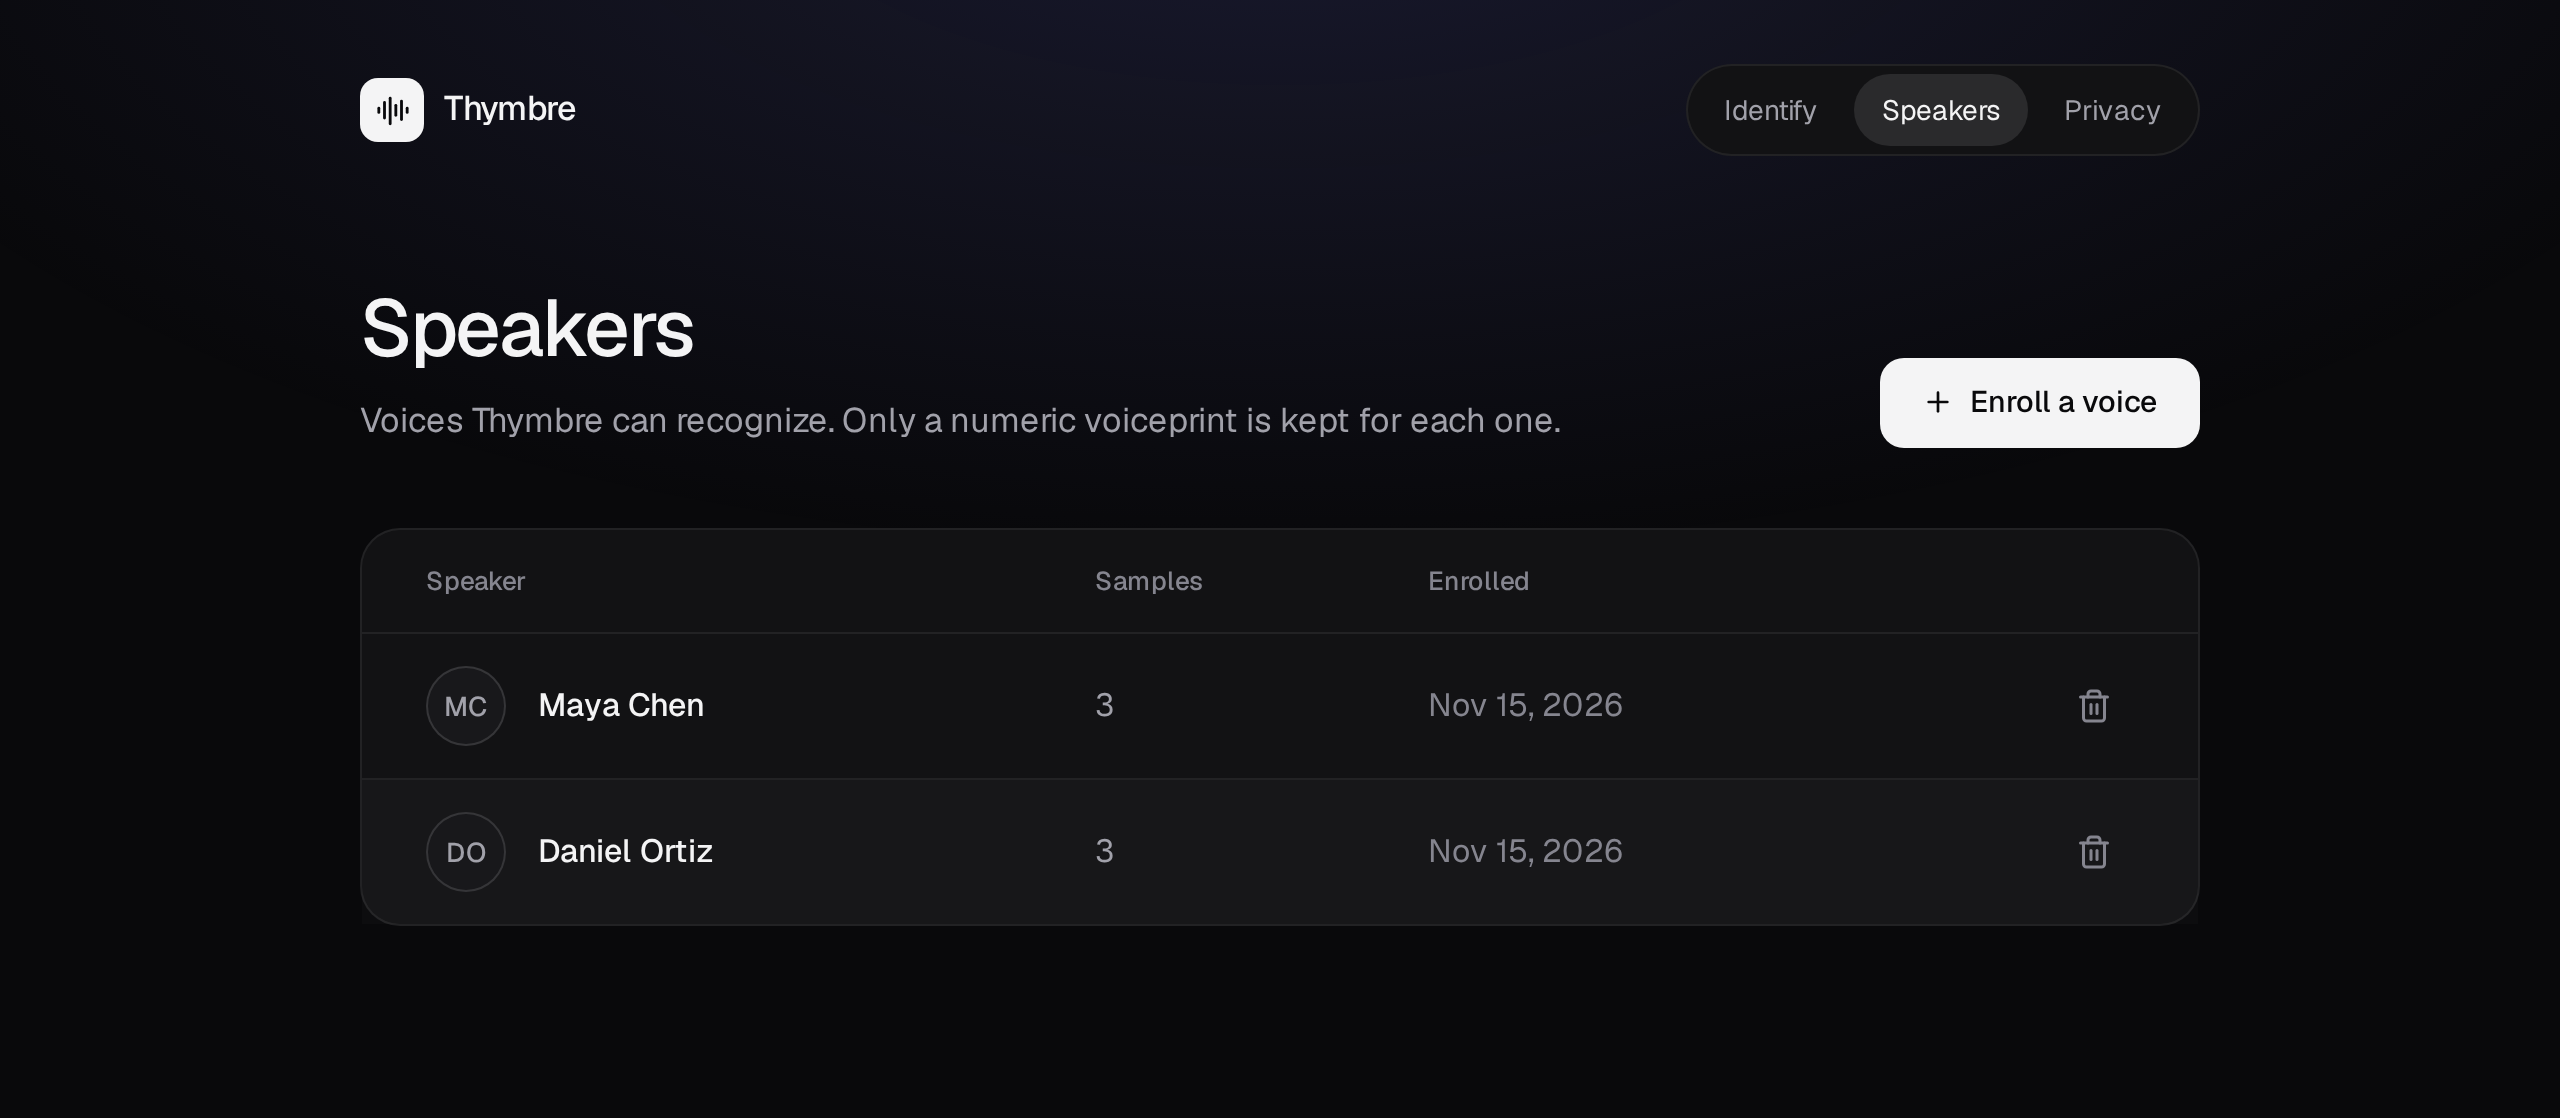 Thymbre
Identify Speakers Privacy
Speakers
Voices Thymbre can recognize. Only a numeric voiceprint is kept for each one.
Enroll a voice
Speaker Samples Enrolled
MC Maya Chen 3 Nov 15, 2026
DO Daniel Ortiz 3 Nov 15, 2026